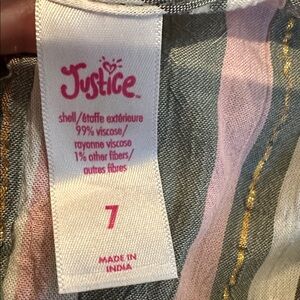 Justice
shell/étoffe extérieure
99% viscose/
rayonne viscose
1% other fibers/
autres fibres
7
MADE IN
INDIA